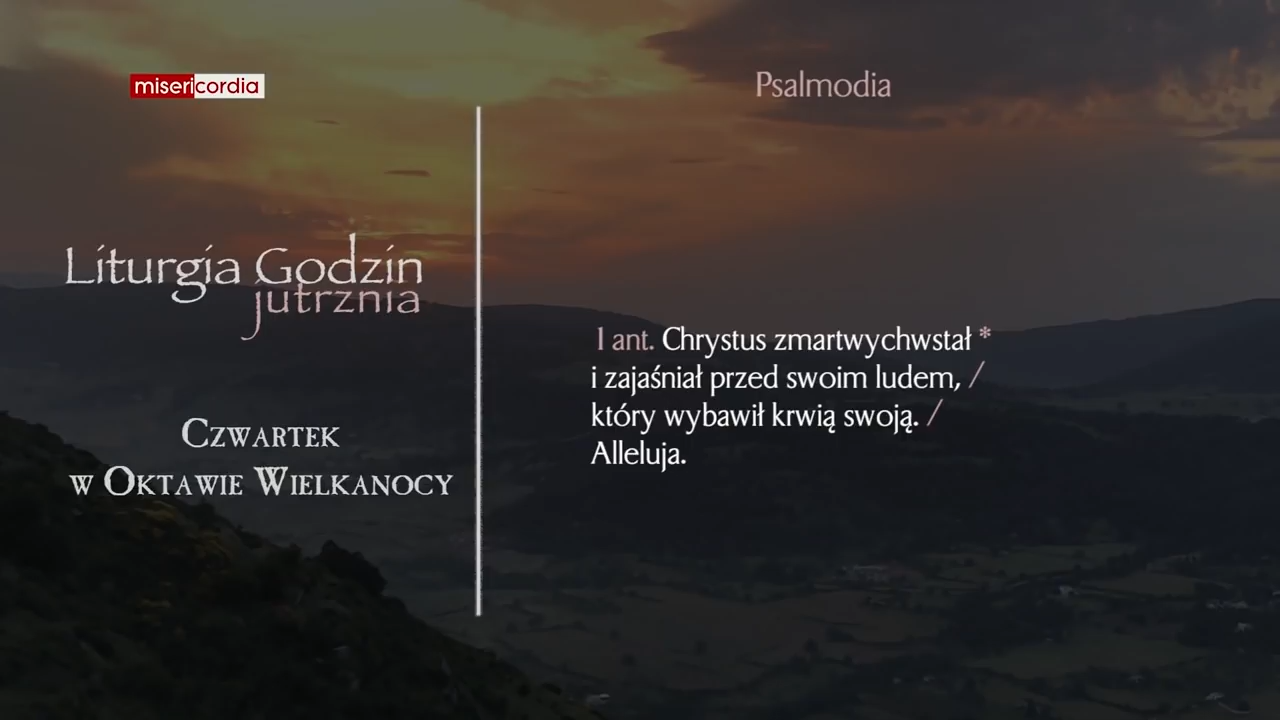 misericordia
Liturgia Godzin
jutrznia
Czwartek
w Oktawie Wielkanocy
Psalmodia
1 ant. Chrystus zmartwychwstał *
i zajaśniał przed swoim ludem, /
który wybawił krwią swoją. /
Alleluja.